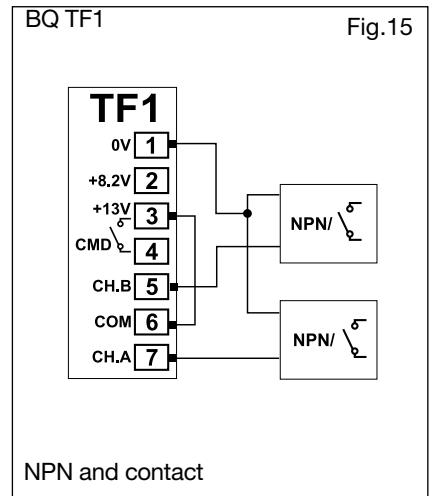 BQ TF1
Fig.15
TF1
0V 1
+8.2V 2
+13V 3
CMD 4
CH.B 5
COM 6
CH.A 7
NPN/
NPN/
NPN and contact